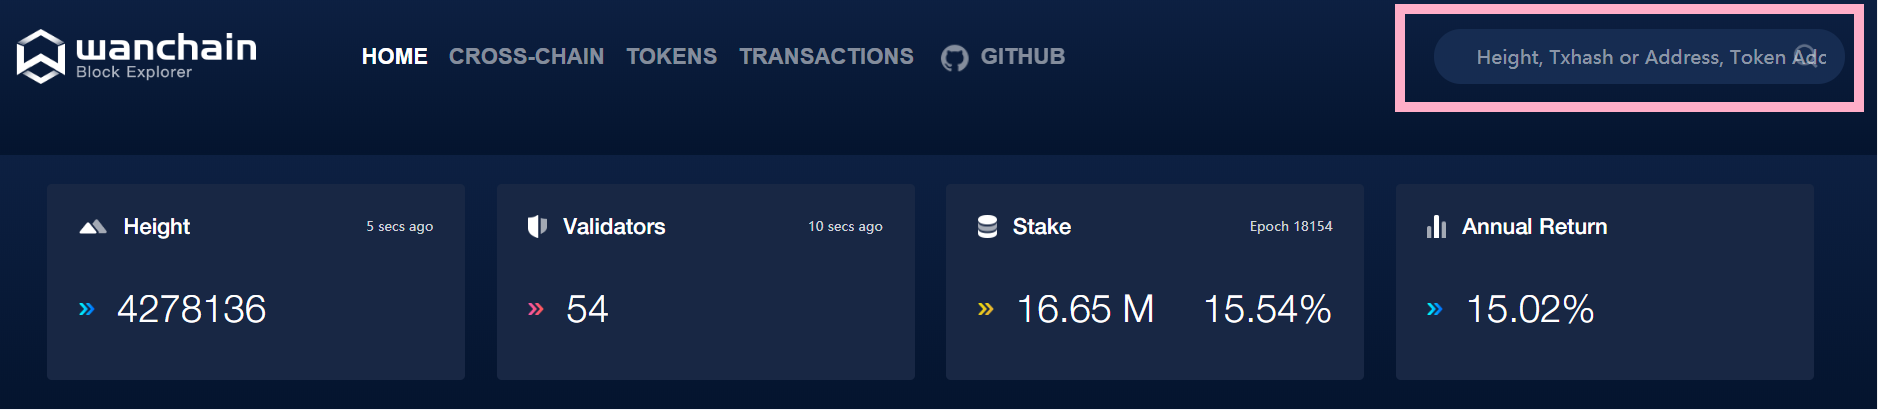 wanchain
Block Explorer
HOME CROSS-CHAIN TOKENS TRANSACTIONS GITHUB
Height, Txhash or Address, Token Add
Height 5 secs ago
4278136
Validators 10 secs ago
54
Stake Epoch 18154
16.65 M 15.54%
Annual Return
15.02%